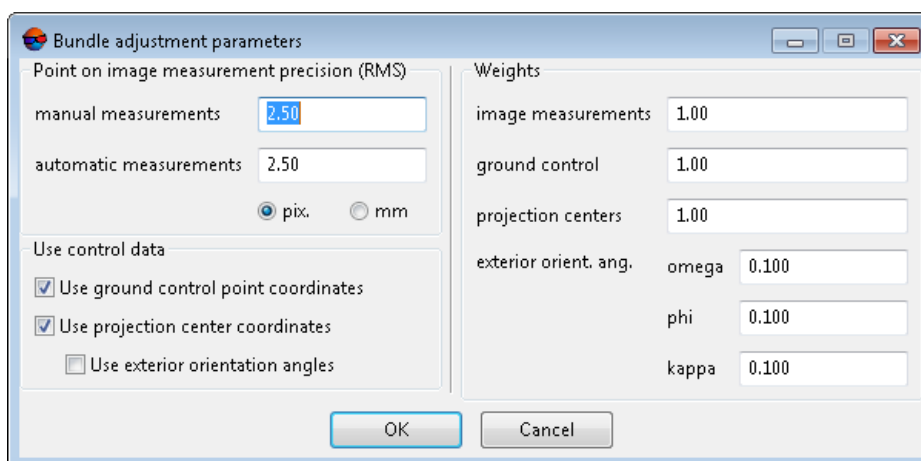 Bundle adjustment parameters
Point on image measurement precision (RMS)
manual measurements 2.50
automatic measurements 2.50
pix. mm
Use control data
Use ground control point coordinates
Use projection center coordinates
Use exterior orientation angles
Weights
image measurements 1.00
ground control 1.00
projection centers 1.00
exterior orient. ang. omega 0.100
phi 0.100
kappa 0.100
OK Cancel